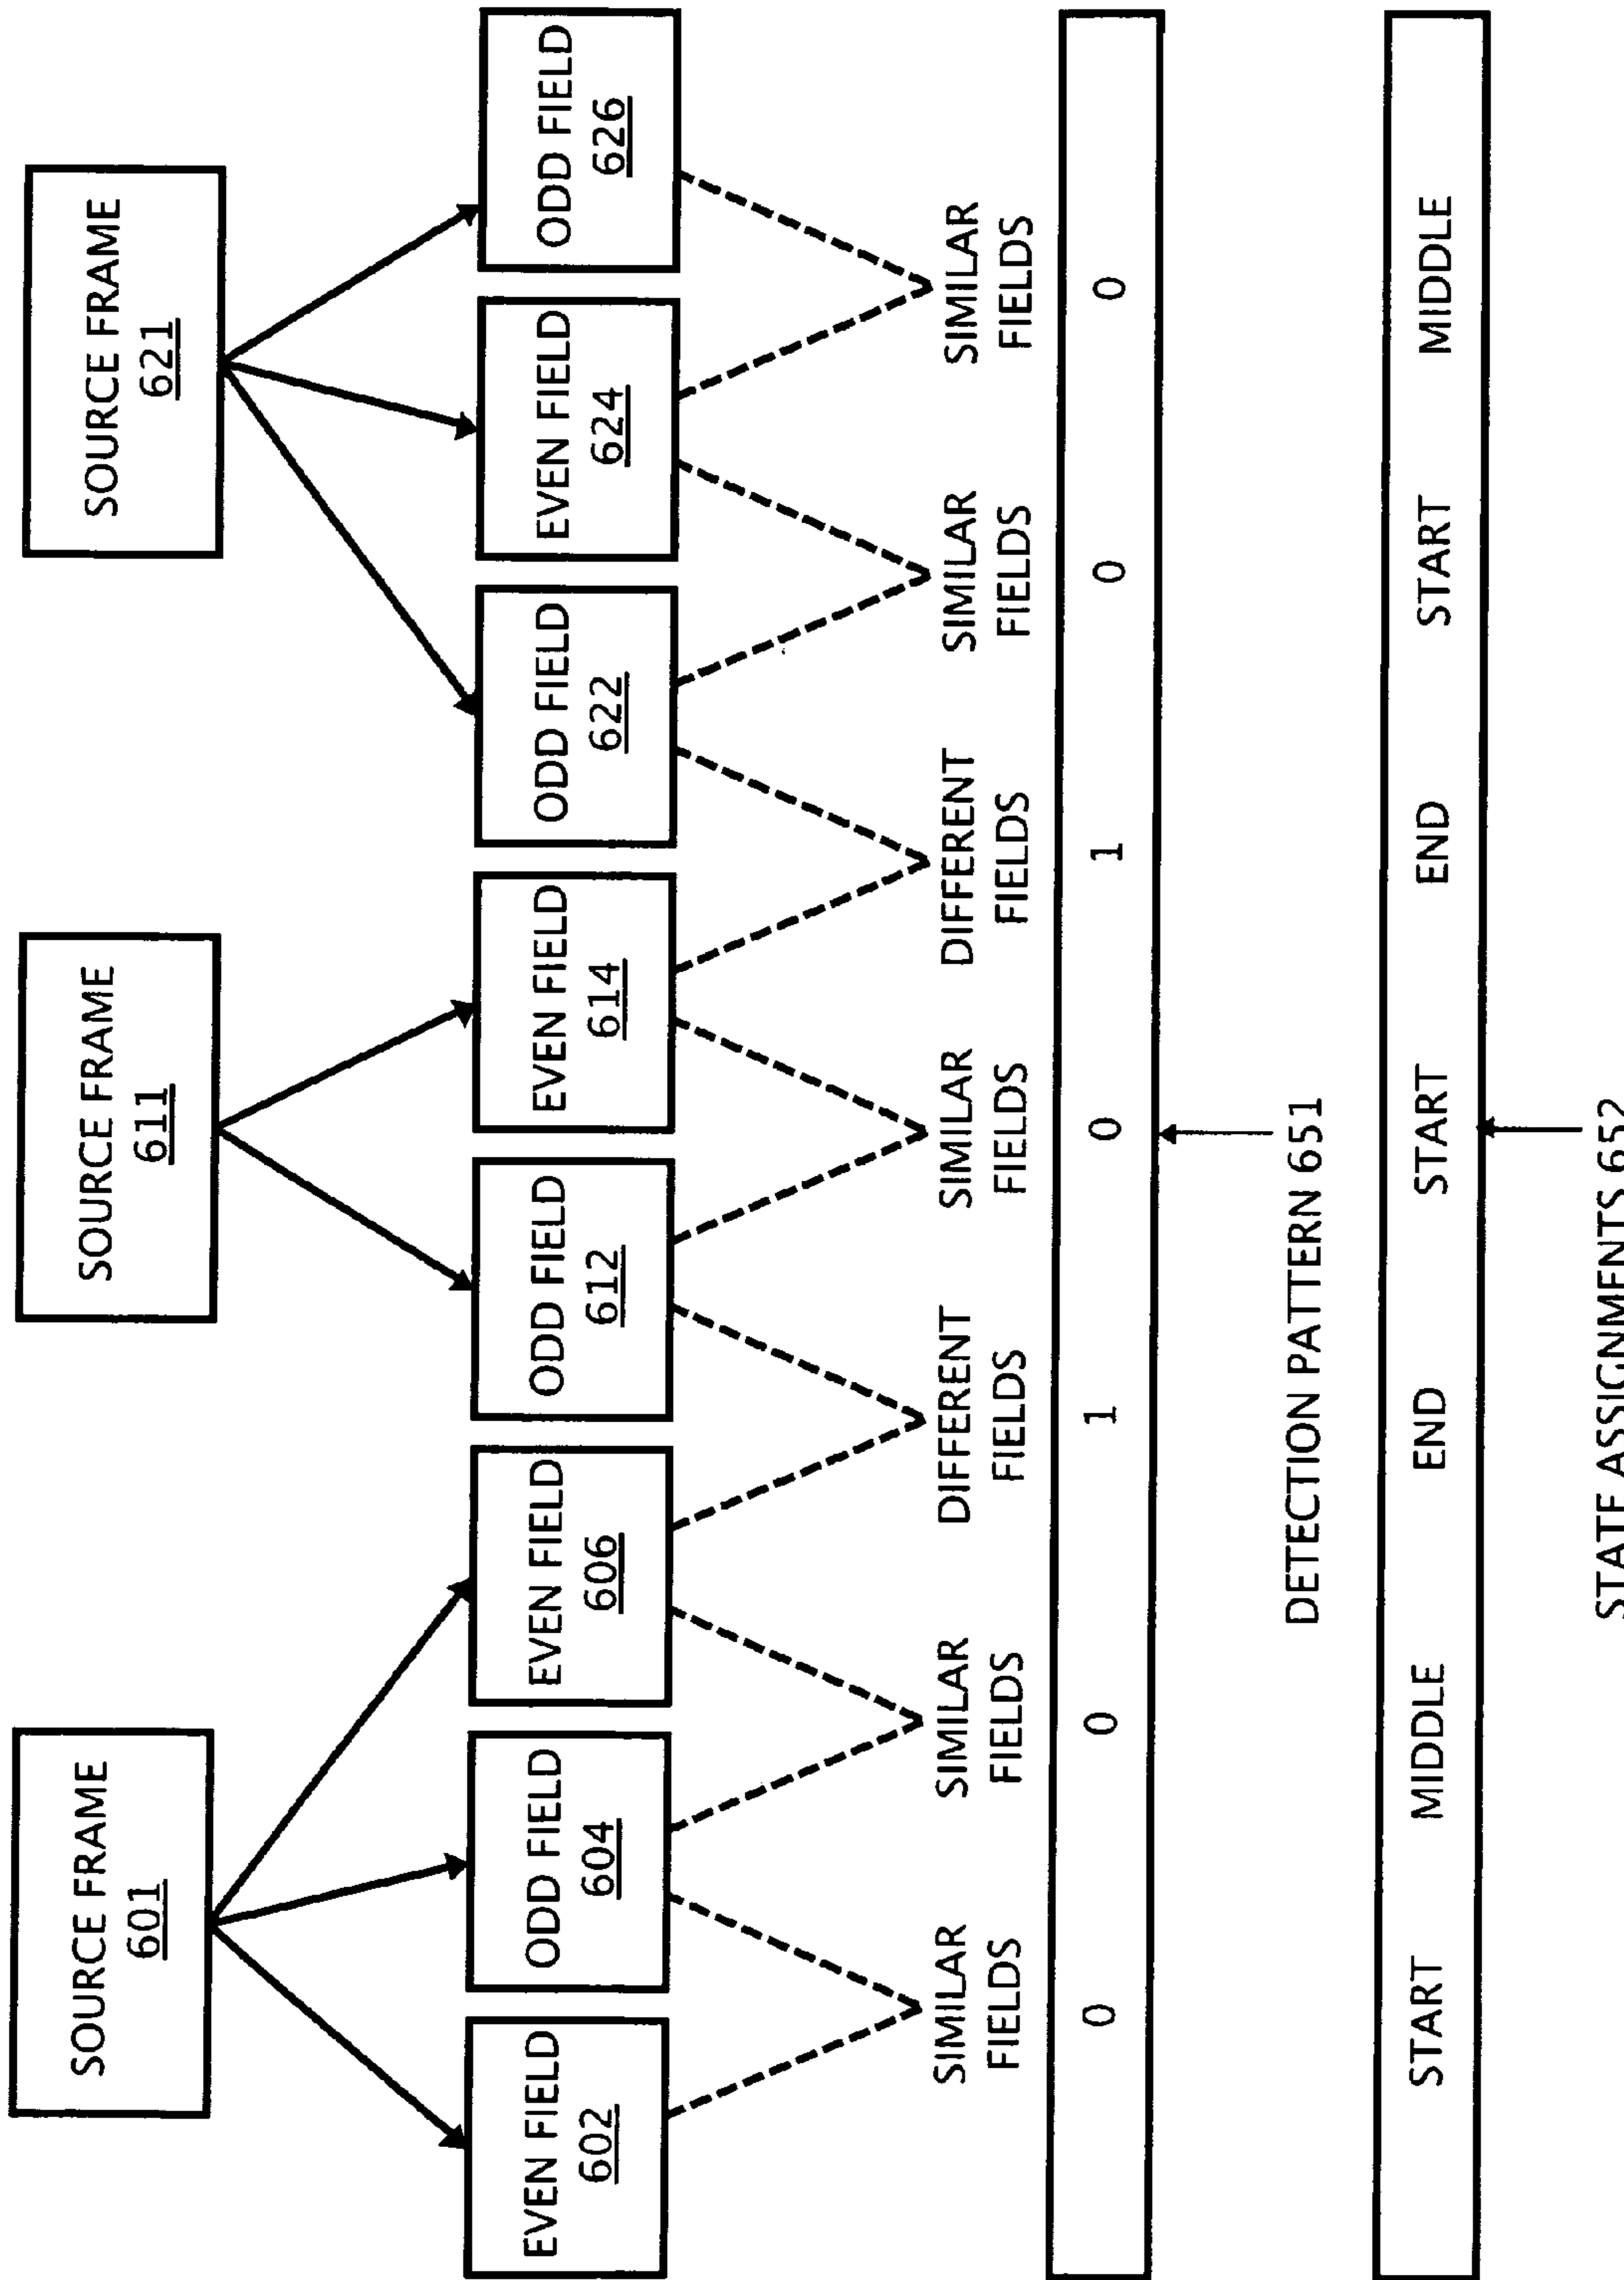 SOURCE FRAME
601
SOURCE FRAME
611
SOURCE FRAME
621
EVEN FIELD
602
ODD FIELD
604
EVEN FIELD
606
ODD FIELD
612
EVEN FIELD
614
ODD FIELD
622
EVEN FIELD
624
ODD FIELD
626
SIMILAR
FIELDS
SIMILAR
FIELDS
DIFFERENT
FIELDS
SIMILAR
FIELDS
DIFFERENT
FIELDS
SIMILAR
FIELDS
SIMILAR
FIELDS
0 0 1 0 1 0 0
DETECTION PATTERN 651
START MIDDLE END START END START MIDDLE
STATE ASSIGNMENTS 652